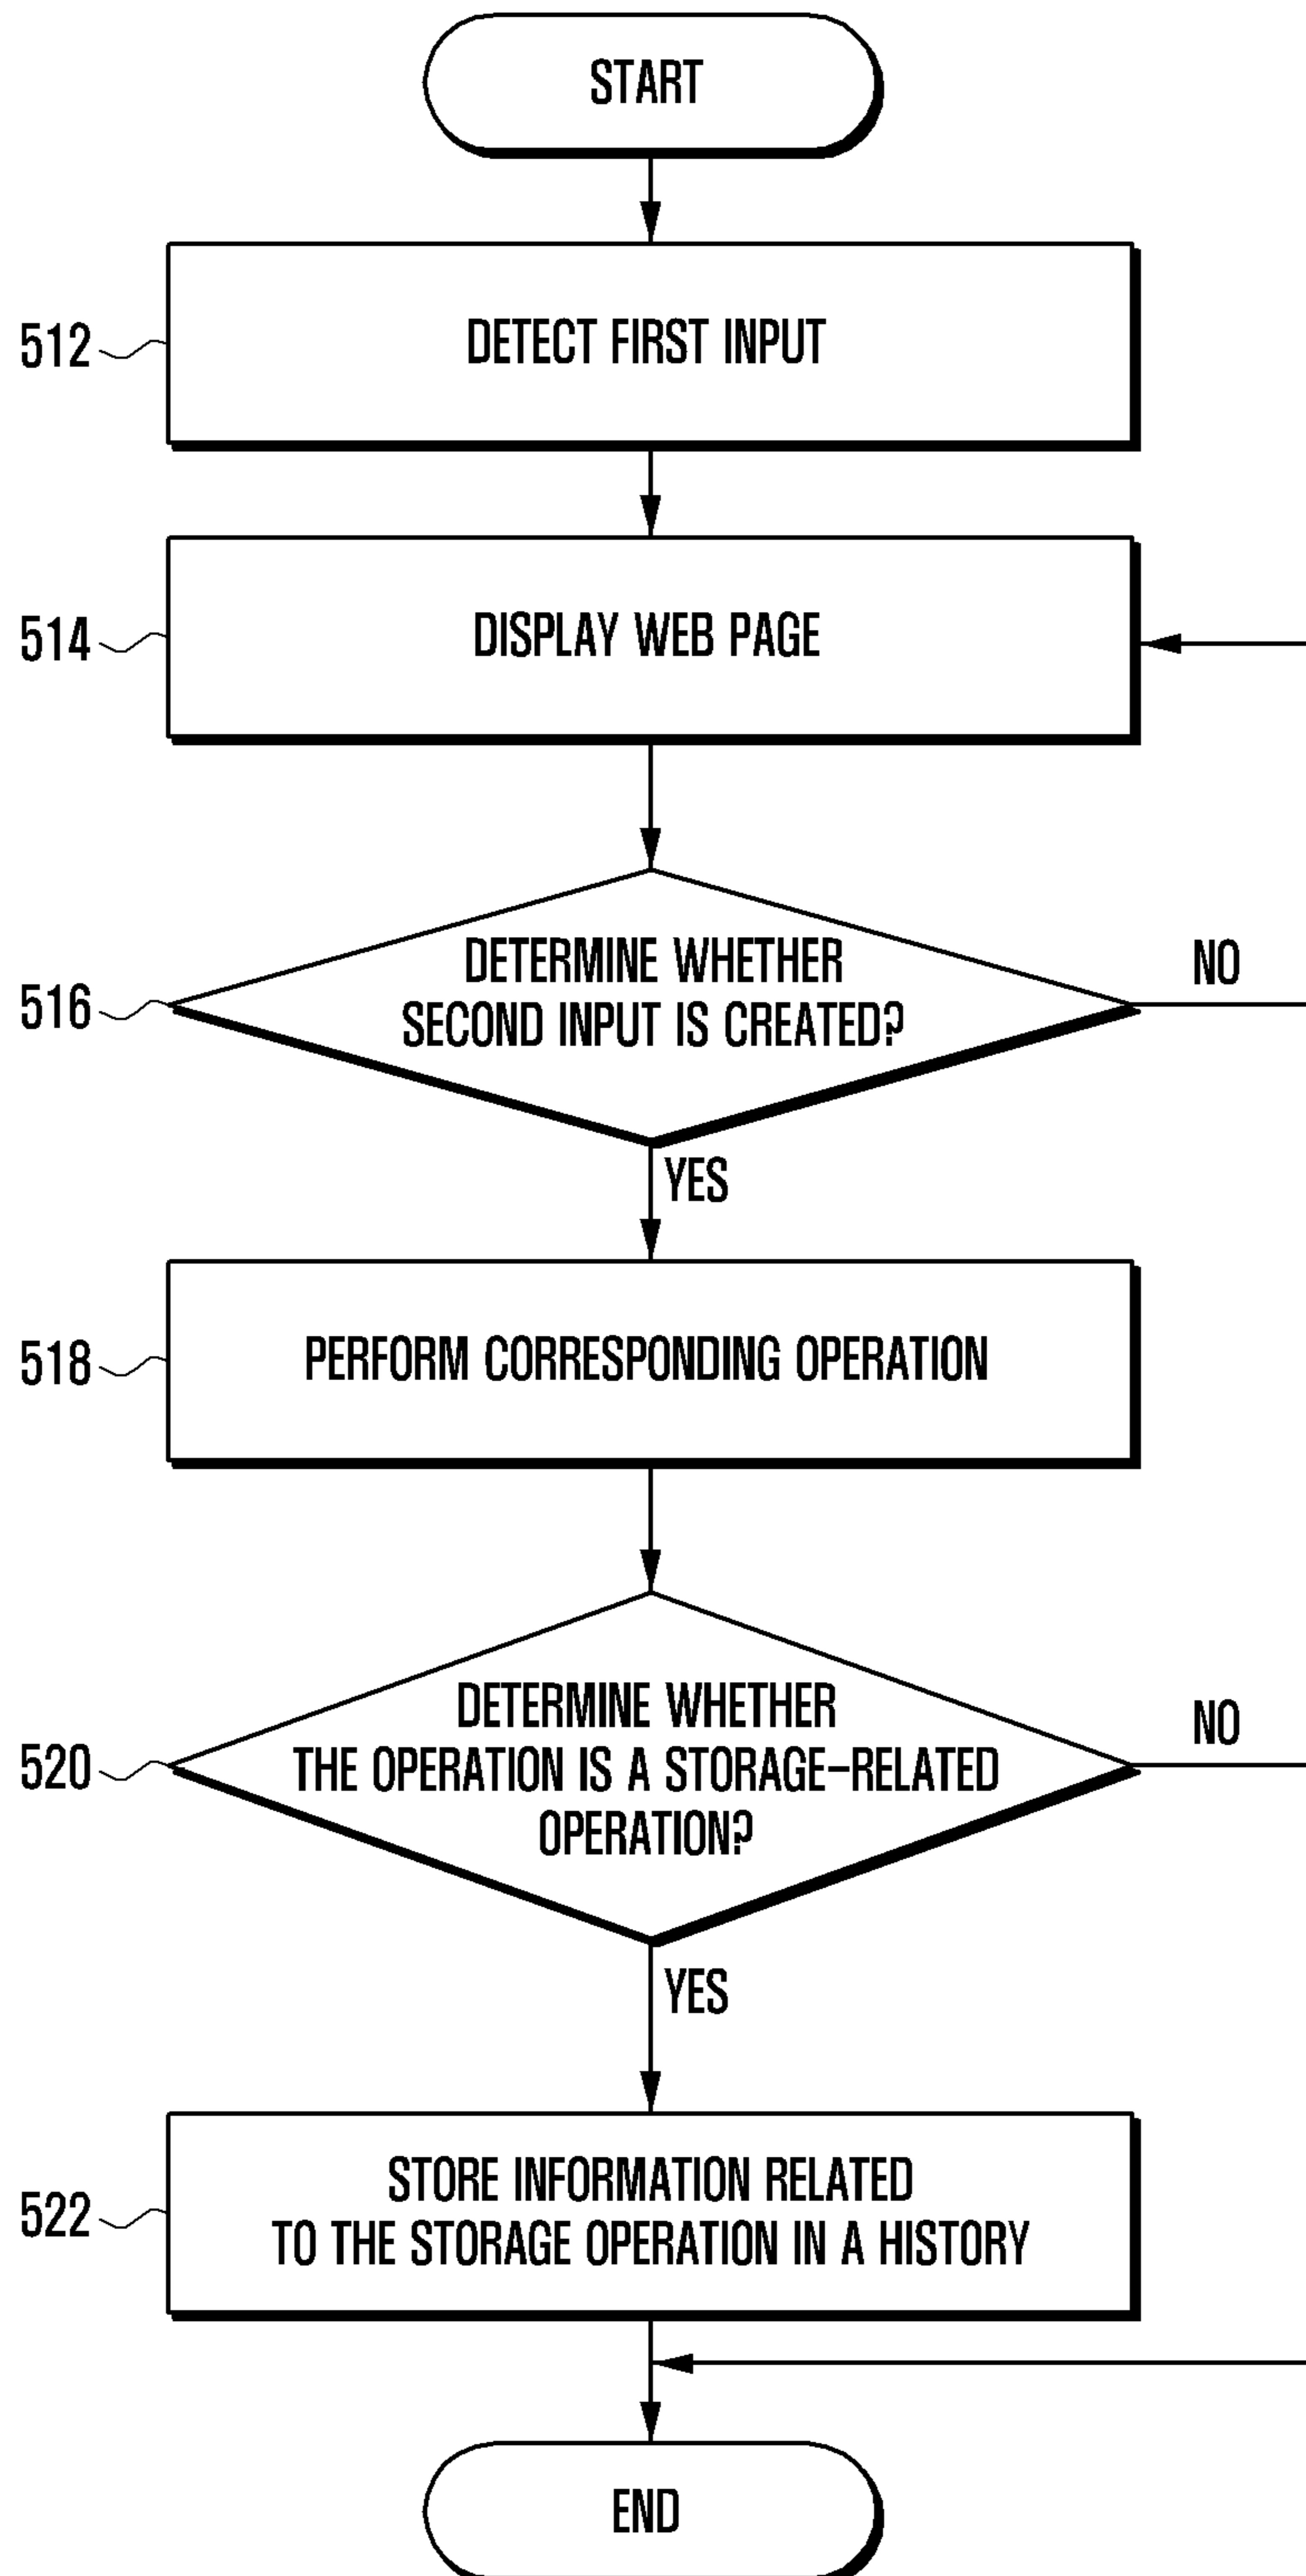 START
512
DETECT FIRST INPUT
514
DISPLAY WEB PAGE
516
DETERMINE WHETHER
SECOND INPUT IS CREATED?
NO
YES
518
PERFORM CORRESPONDING OPERATION
520
DETERMINE WHETHER
THE OPERATION IS A STORAGE-RELATED
OPERATION?
NO
YES
522
STORE INFORMATION RELATED
TO THE STORAGE OPERATION IN A HISTORY
END